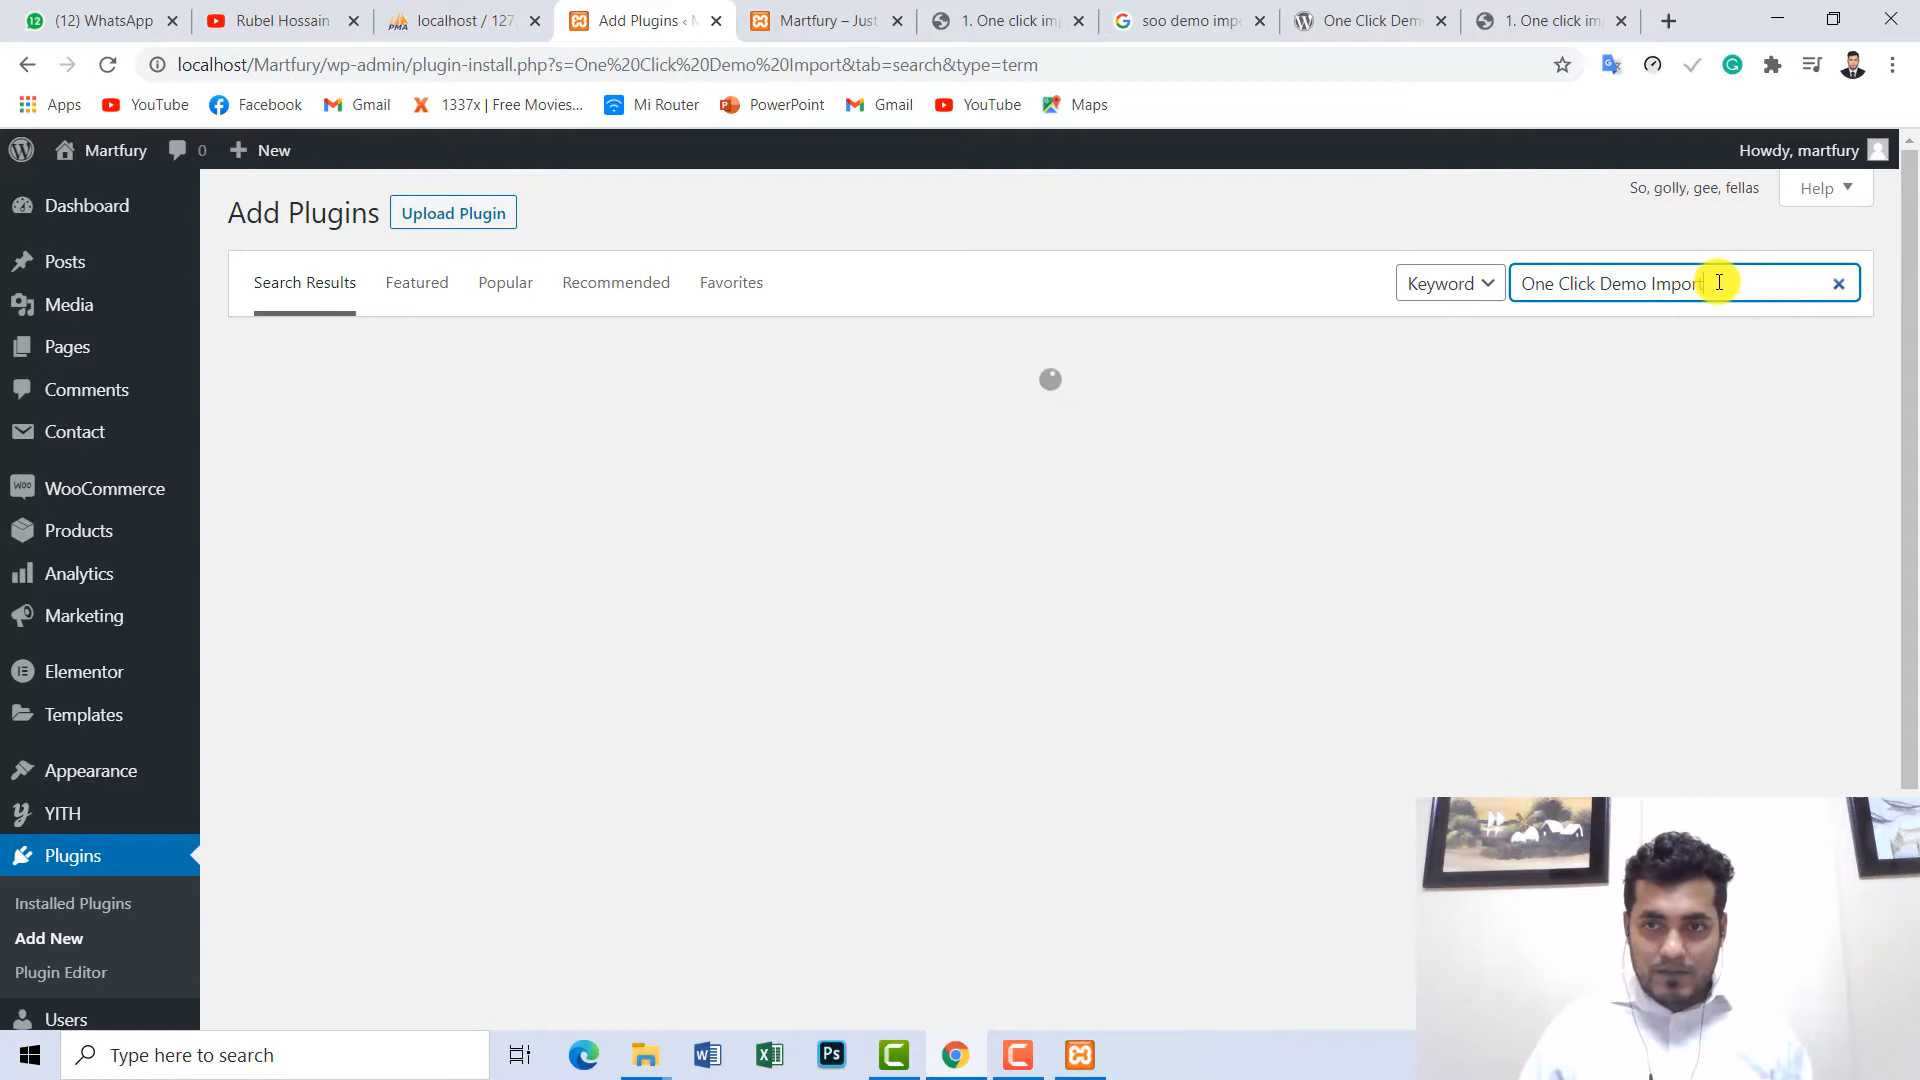 (12) WhatsApp
Rubel Hossain
localhost / 127
Add Plugins ‹ M
Martfury – Just
1. One click im
soo demo impo
One Click Dem
1. One click im
localhost/Martfury/wp-admin/plugin-install.php?s=One%20Click%20Demo%20Import&tab=search&type=term
Apps
YouTube
Facebook
Gmail
1337x | Free Movies...
Mi Router
PowerPoint
Gmail
YouTube
Maps
Martfury
0
New
Howdy, martfury
So, golly, gee, fellas
Help
Dashboard
Posts
Media
Pages
Comments
Contact
WooCommerce
Products
Analytics
Marketing
Elementor
Templates
Appearance
YITH
Plugins
Installed Plugins
Add New
Plugin Editor
Users
Add Plugins
Upload Plugin
Search Results
Featured
Popular
Recommended
Favorites
Keyword
One Click Demo Import
Type here to search